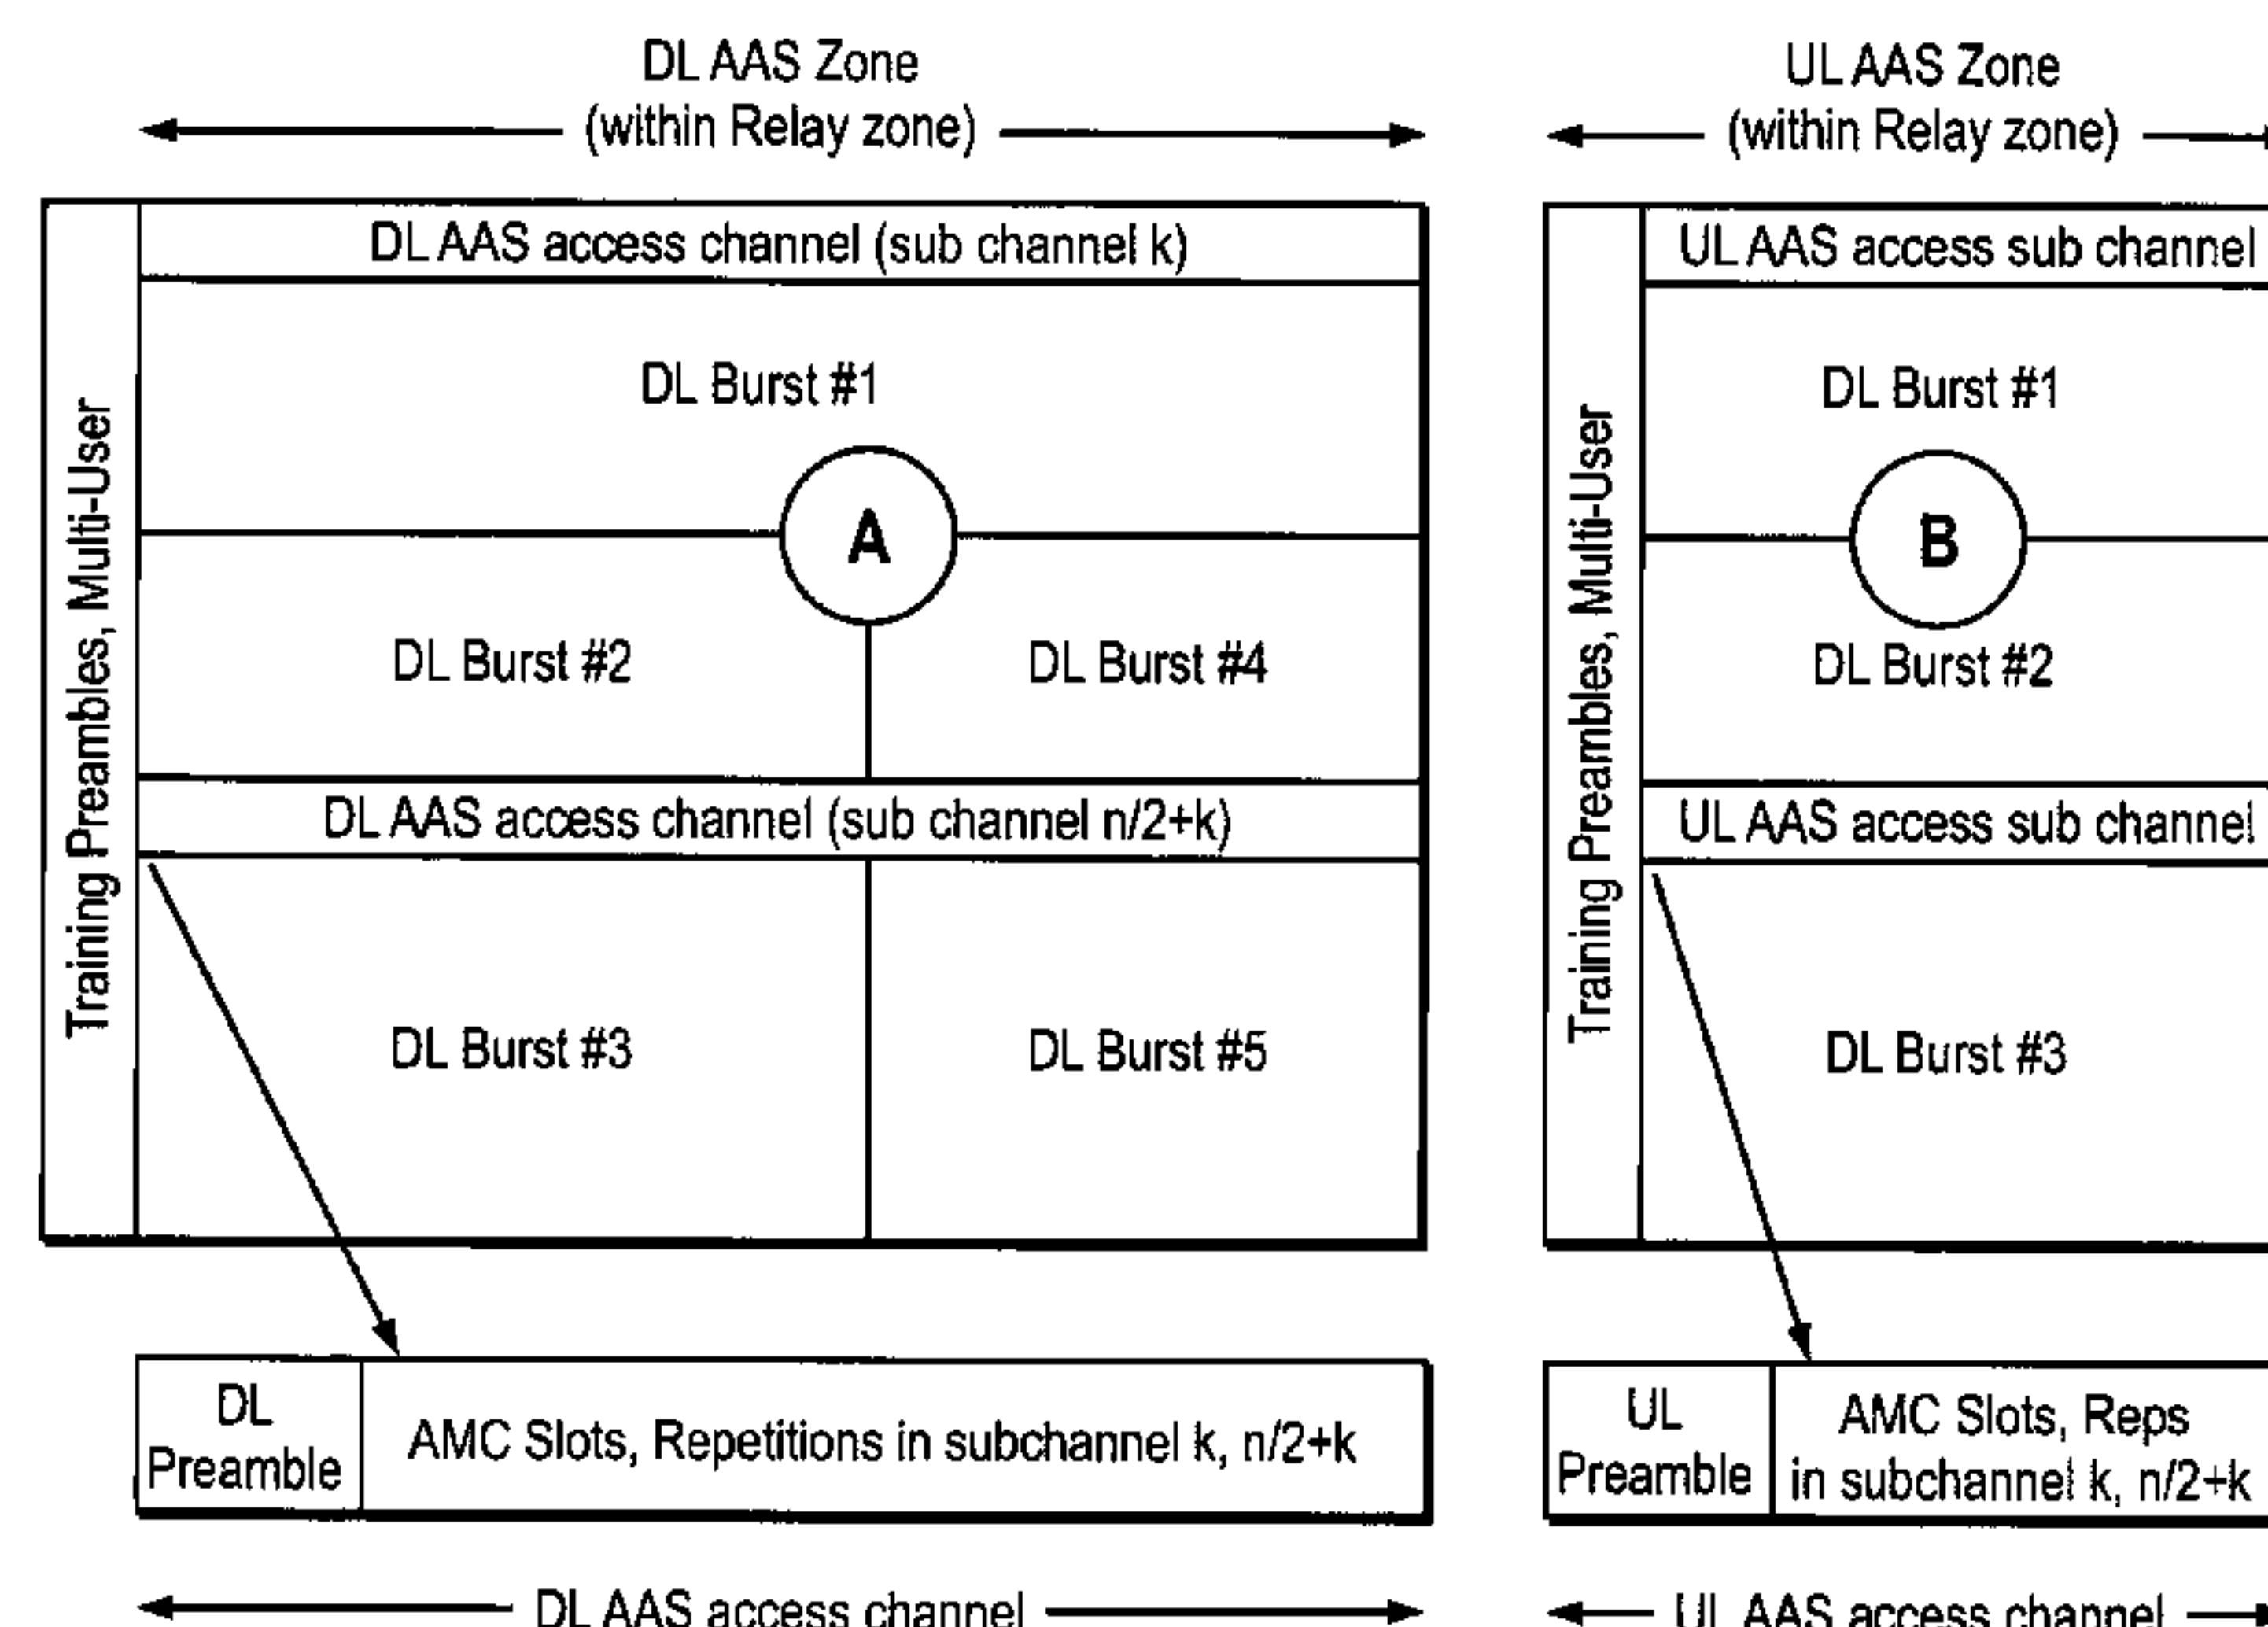 DL AAS Zone
(within Relay zone)
UL AAS Zone
(within Relay zone)
Training Preambles, Multi-User
DL AAS access channel (sub channel k)
DL Burst #1
A
DL Burst #2
DL Burst #4
DL AAS access channel (sub channel n/2+k)
DL Burst #3
DL Burst #5
Training Preambles, Multi-User
UL AAS access sub channel
DL Burst #1
B
DL Burst #2
UL AAS access sub channel
DL Burst #3
DL
Preamble
AMC Slots, Repetitions in subchannel k, n/2+k
UL
Preamble
AMC Slots, Reps
in subchannel k, n/2+k
DL AAS access channel
UL AAS access channel